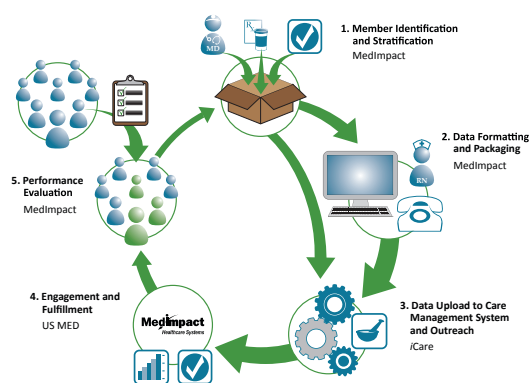 1. Member Identification
and Stratification
MedImpact
MD
Rx
2. Data Formatting
and Packaging
MedImpact
RN
5. Performance
Evaluation
MedImpact
4. Engagement and
Fulfillment
US MED
MedImpact
Healthcare Systems
3. Data Upload to Care
Management System
and Outreach
iCare